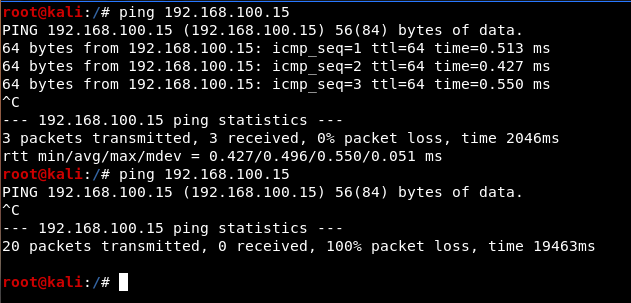 root@kali:/# ping 192.168.100.15
PING 192.168.100.15 (192.168.100.15) 56(84) bytes of data.
64 bytes from 192.168.100.15: icmp_seq=1 ttl=64 time=0.513 ms
64 bytes from 192.168.100.15: icmp_seq=2 ttl=64 time=0.427 ms
64 bytes from 192.168.100.15: icmp_seq=3 ttl=64 time=0.550 ms
^C
--- 192.168.100.15 ping statistics ---
3 packets transmitted, 3 received, 0% packet loss, time 2046ms
rtt min/avg/max/mdev = 0.427/0.496/0.550/0.051 ms
root@kali:/# ping 192.168.100.15
PING 192.168.100.15 (192.168.100.15) 56(84) bytes of data.
^C
--- 192.168.100.15 ping statistics ---
20 packets transmitted, 0 received, 100% packet loss, time 19463ms
root@kali:/#